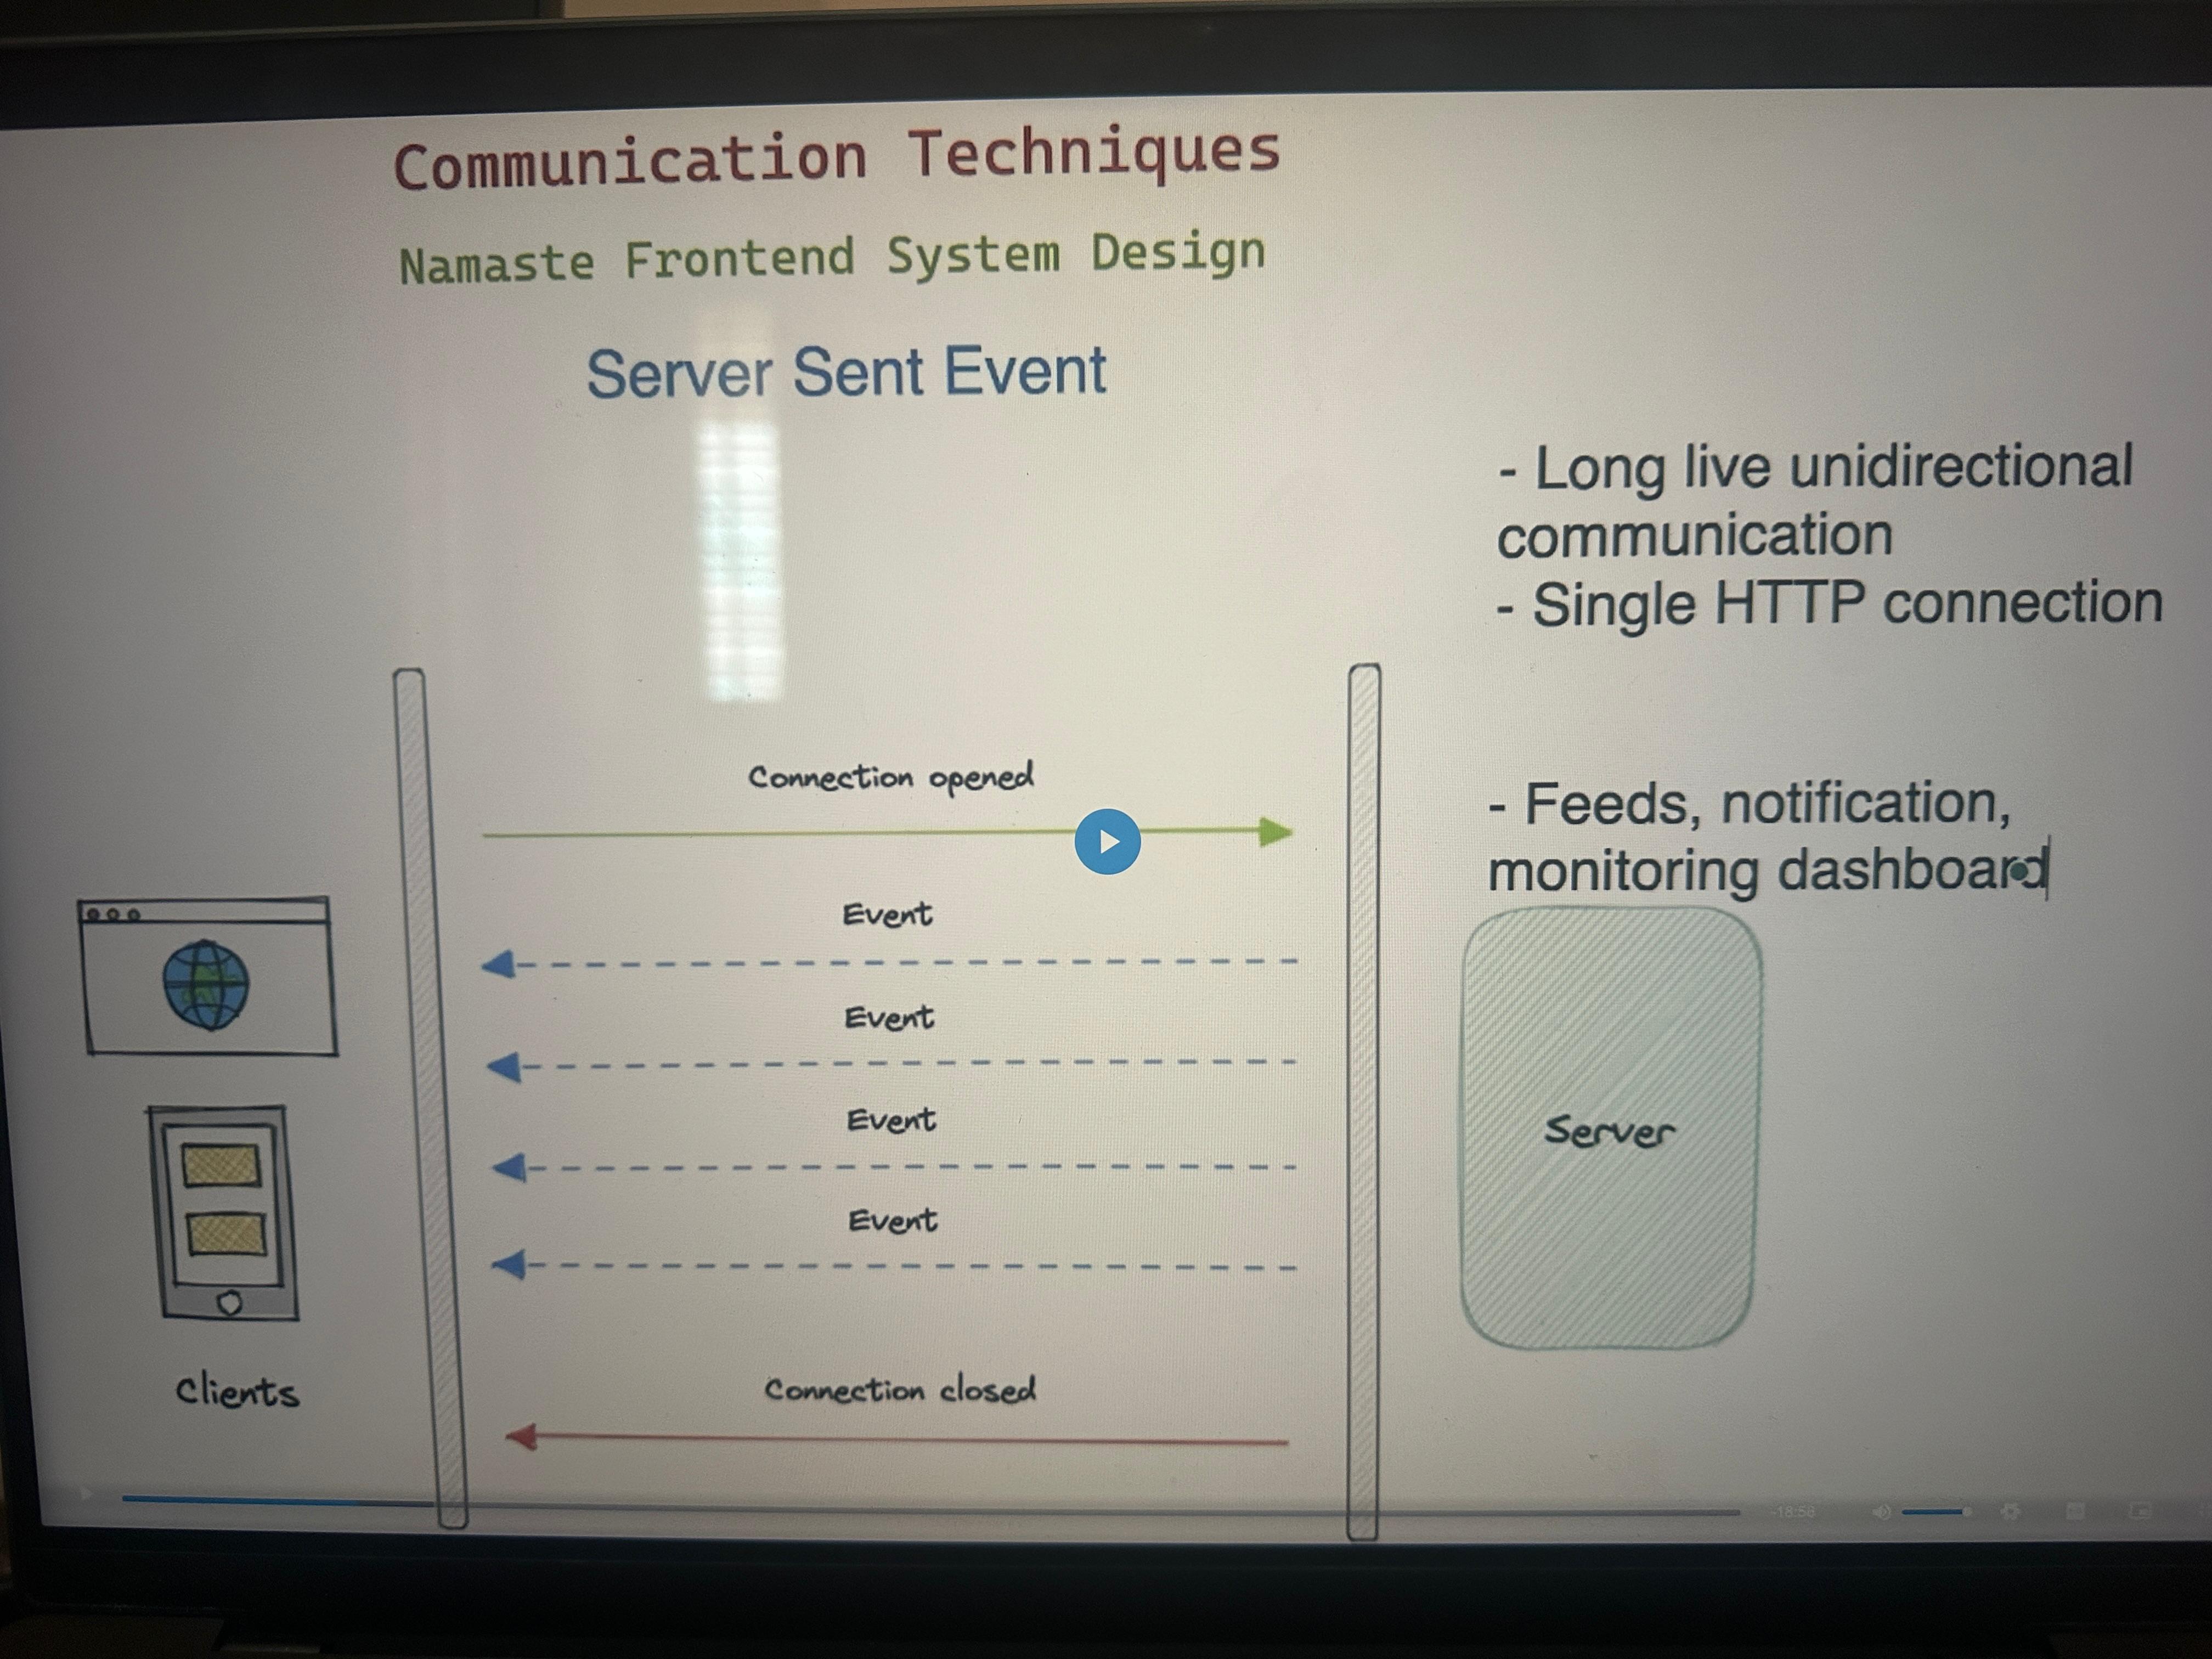 Communication Techniques
Namaste Frontend System Design
Server Sent Event
- Long live unidirectional
communication
- Single HTTP connection
- Feeds, notification,
monitoring dashboard
Connection opened
Event
Event
Event
Event
Connection closed
Clients
Server
-18:58